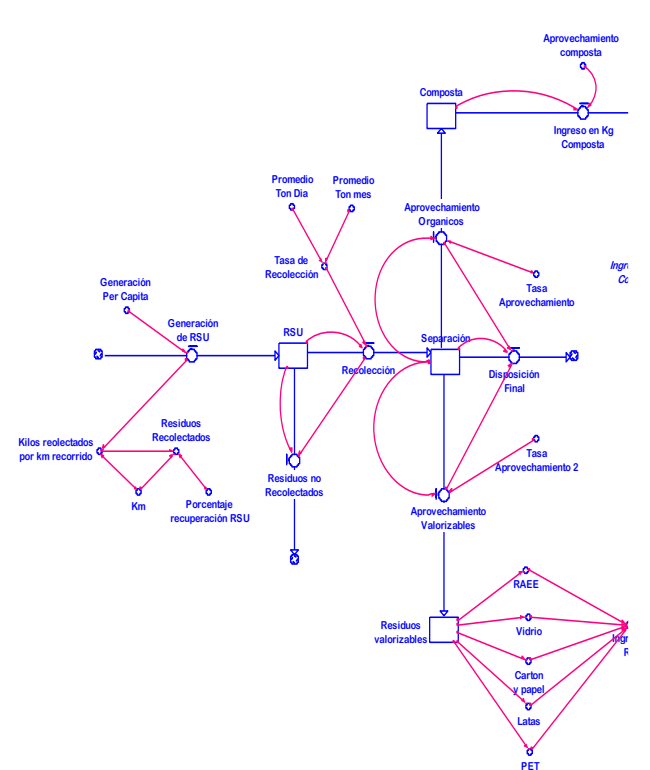 Aprovechamiento
composta
Composta
Ingreso en Kg
Composta
Promedio
Ton Dia
Promedio
Ton mes
Aprovechamiento
Organicos
Tasa de
Recolección
Tasa
Aprovechamiento
Generación
Per Capita
Generación
de RSU
RSU
Separación
Recolección
Disposición
Final
Kilos reolectados
por km recorrido
Residuos
Recolectados
Km
Porcentaje
recuperación RSU
Residuos no
Recolectados
Tasa
Aprovechamiento 2
Aprovechamiento
Valorizables
RAEE
Residuos
valorizables
Vidrio
Carton
y papel
Latas
PET